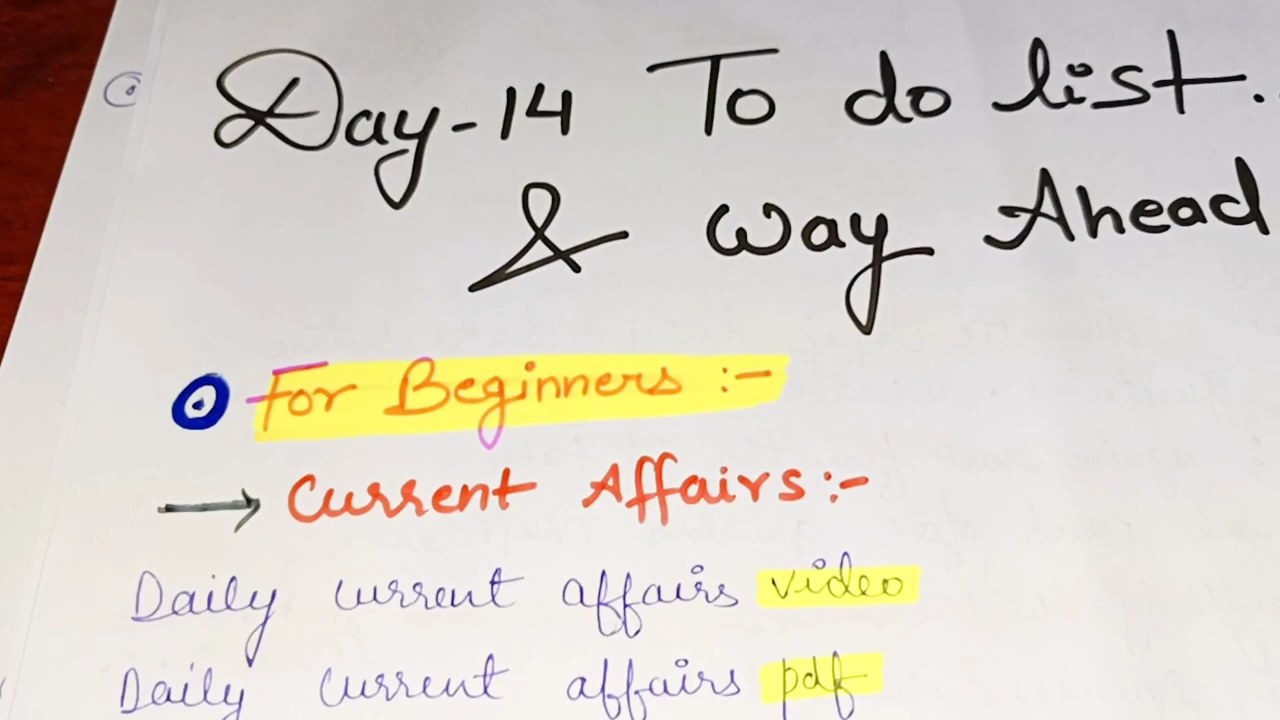 Day-14 To do list.
& Way Ahead
For Beginners :-
→ Current Affairs:-
Daily current affairs video
Daily current affairs pdf